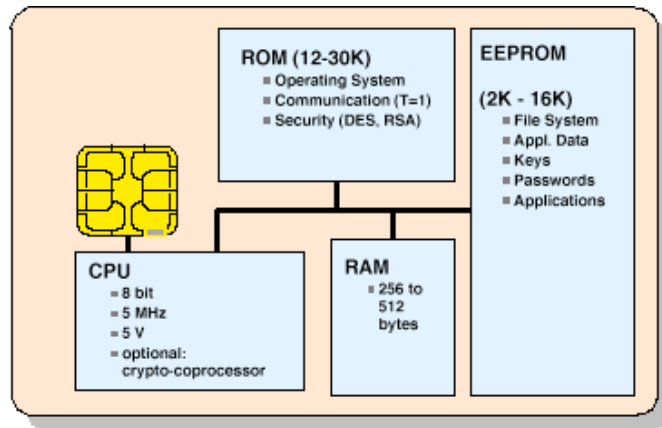 ROM (12-30K)
Operating System
Communication (T=1)
Security (DES, RSA)
EEPROM
(2K - 16K)
File System
Appl. Data
Keys
Passwords
Applications
CPU
8 bit
5 MHz
5 V
optional:
crypto-coprocessor
RAM
256 to
512
bytes